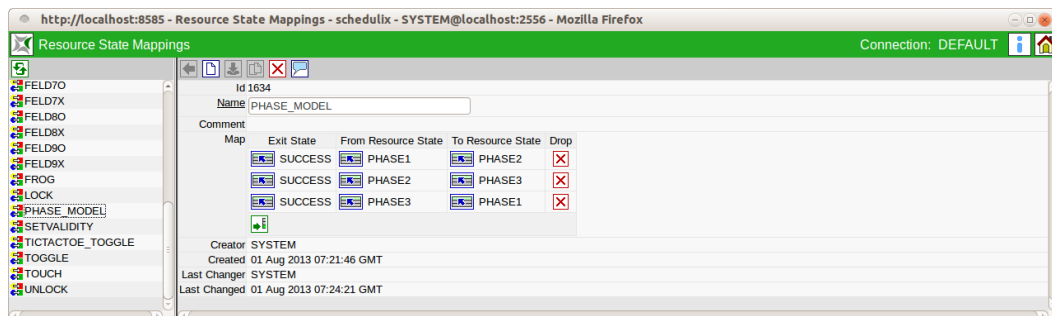 http://localhost:8585 - Resource State Mappings - schedulix - SYSTEM@localhost:2556 - Mozilla Firefox
Resource State Mappings
Connection: DEFAULT
FELD7O
FELD7X
FELD8O
FELD8X
FELD9O
FELD9X
FROG
LOCK
PHASE_MODEL
SETVALIDITY
TICTACTOE_TOGGLE
TOGGLE
TOUCH
UNLOCK
Id 1634
Name PHASE_MODEL
Comment
Map Exit State From Resource State To Resource State Drop
SUCCESS PHASE1 PHASE2
SUCCESS PHASE2 PHASE3
SUCCESS PHASE3 PHASE1
Creator SYSTEM
Created 01 Aug 2013 07:21:46 GMT
Last Changer SYSTEM
Last Changed 01 Aug 2013 07:24:21 GMT